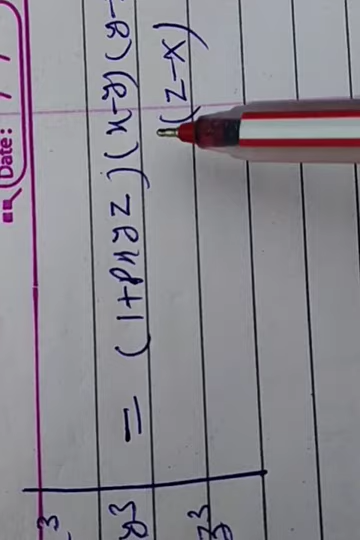 Date:
= (1+pxyz)(x-y)(y-
(z-x)
3
y³
z³